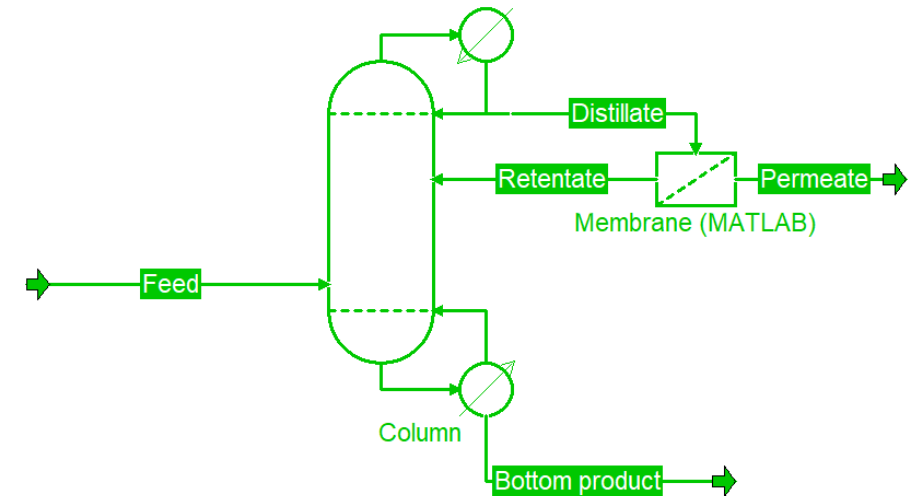 Distillate
Retentate
Permeate
Membrane (MATLAB)
Feed
Column
Bottom product